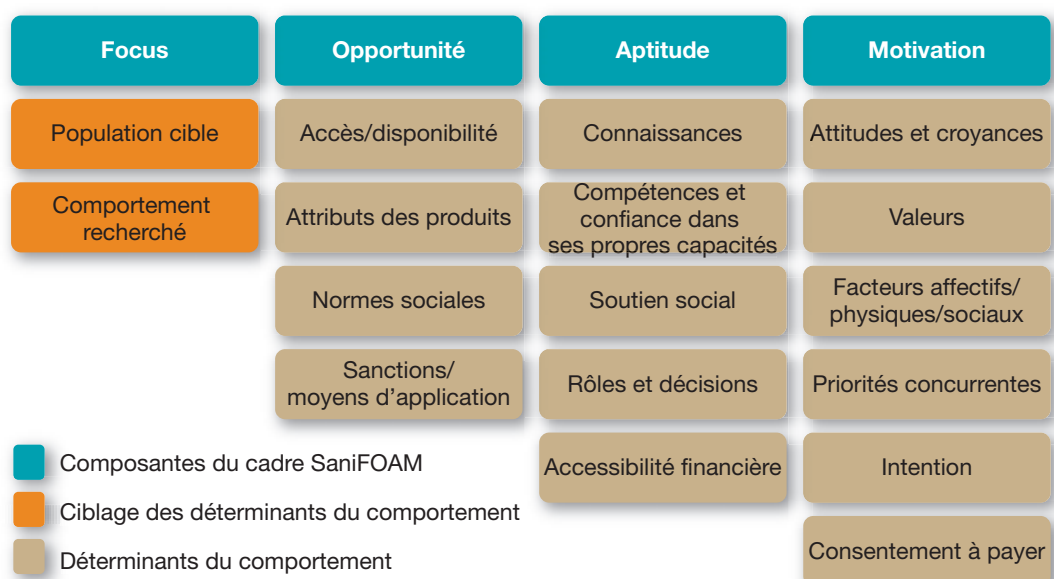 Focus
Opportunité
Aptitude
Motivation
Population cible
Accès/disponibilité
Connaissances
Attitudes et croyances
Comportement
recherché
Attributs des produits
Compétences et
confiance dans
ses propres capacités
Valeurs
Normes sociales
Soutien social
Facteurs affectifs/
physiques/sociaux
Sanctions/
moyens d’application
Rôles et décisions
Priorités concurrentes
Accessibilité financière
Intention
Consentement à payer
Composantes du cadre SaniFOAM
Ciblage des déterminants du comportement
Déterminants du comportement